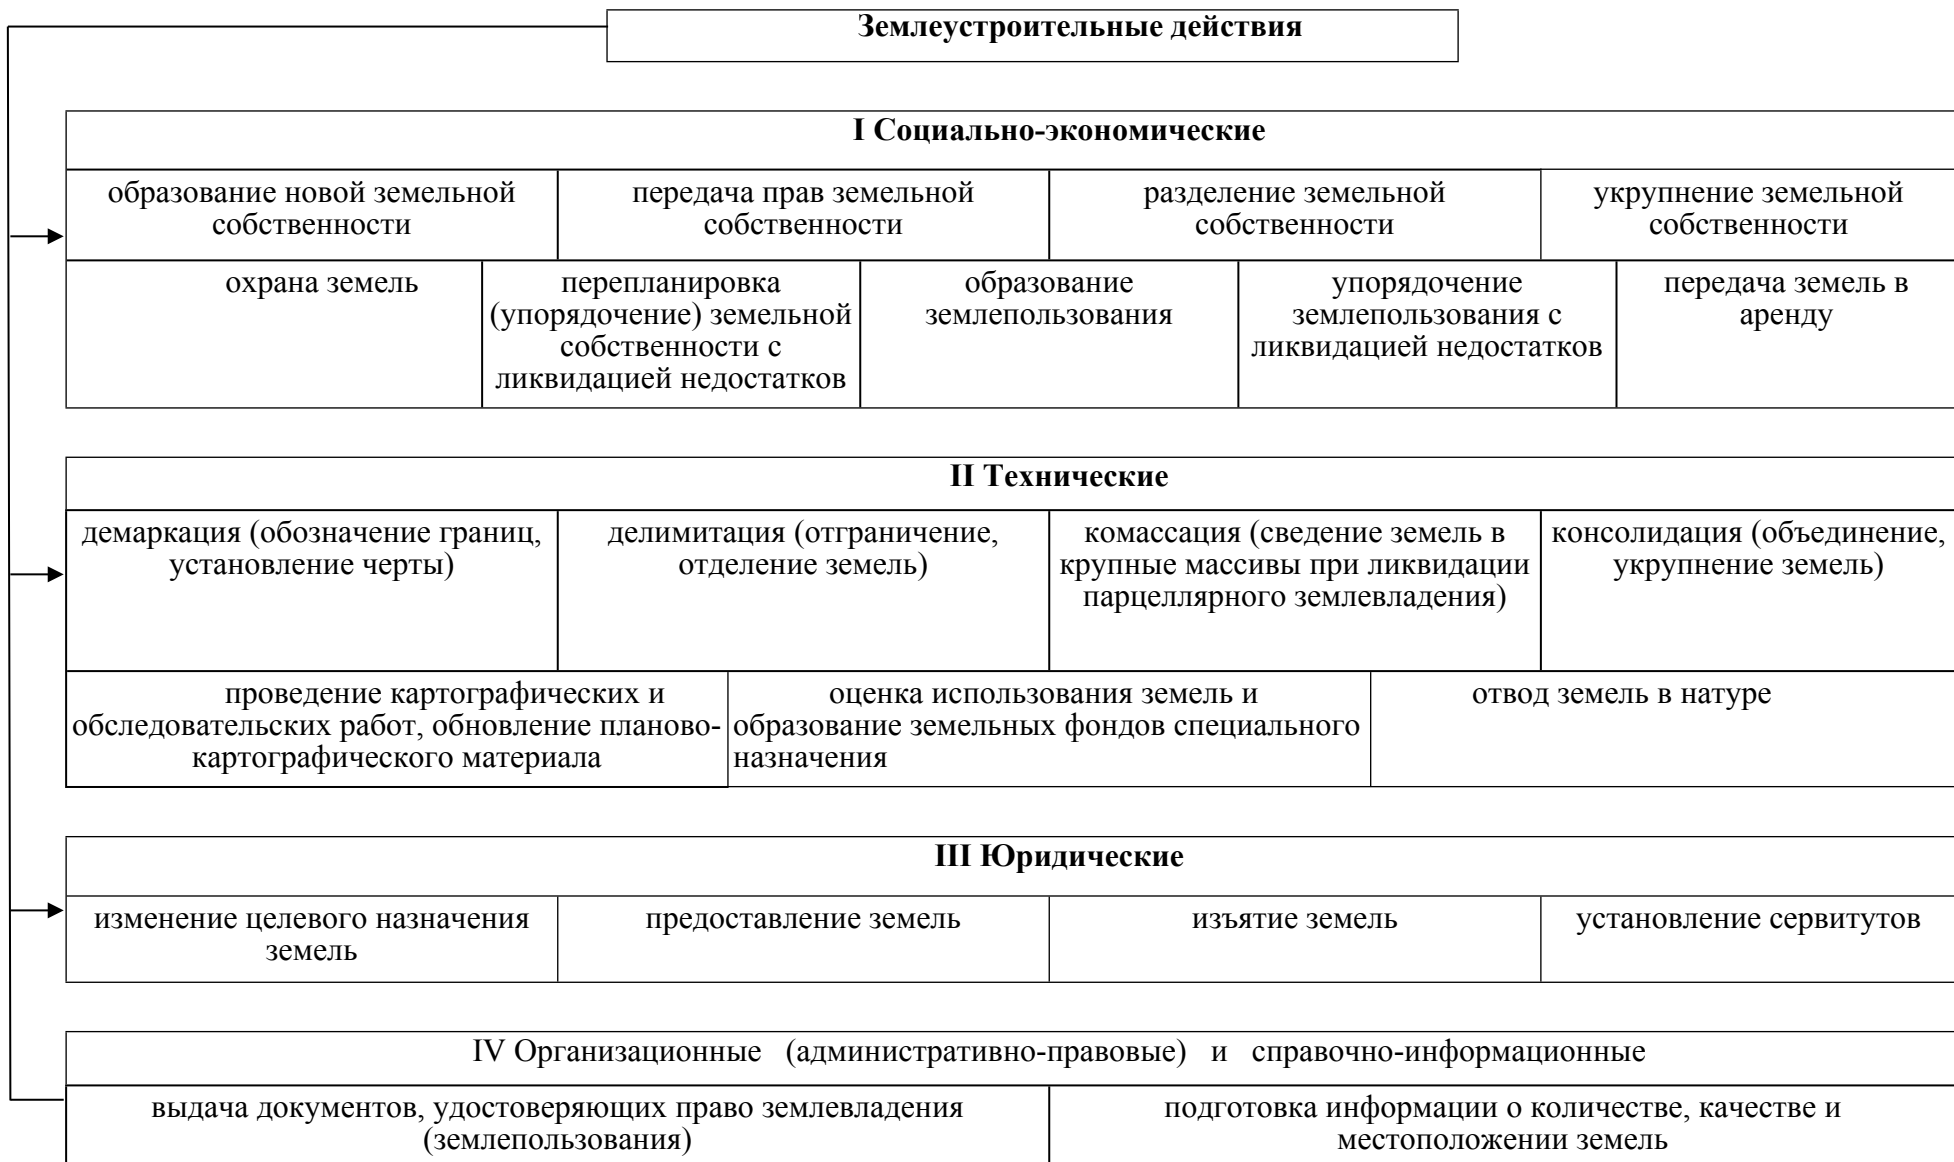 Землеустроительные действия
I Социально-экономические
образование новой земельной
собственности
передача прав земельной
собственности
разделение земельной
собственности
укрупнение земельной
собственности
охрана земель
перепланировка
(упорядочение) земельной
собственности с
ликвидацией недостатков
образование
землепользования
упорядочение
землепользования с
ликвидацией недостатков
передача земель в
аренду
II Технические
демаркация (обозначение границ,
установление черты)
делимитация (отграничение,
отделение земель)
комассация (сведение земель в
крупные массивы при ликвидации
парцеллярного землевладения)
консолидация (объединение,
укрупнение земель)
проведение картографических и
обследовательских работ, обновление планово-
картографического материала
оценка использования земель и
образование земельных фондов специального
назначения
отвод земель в натуре
III Юридические
изменение целевого назначения
земель
предоставление земель
изъятие земель
установление сервитутов
IV Организационные (административно-правовые) и справочно-информационные
выдача документов, удостоверяющих право землевладения
(землепользования)
подготовка информации о количестве, качестве и
местоположении земель